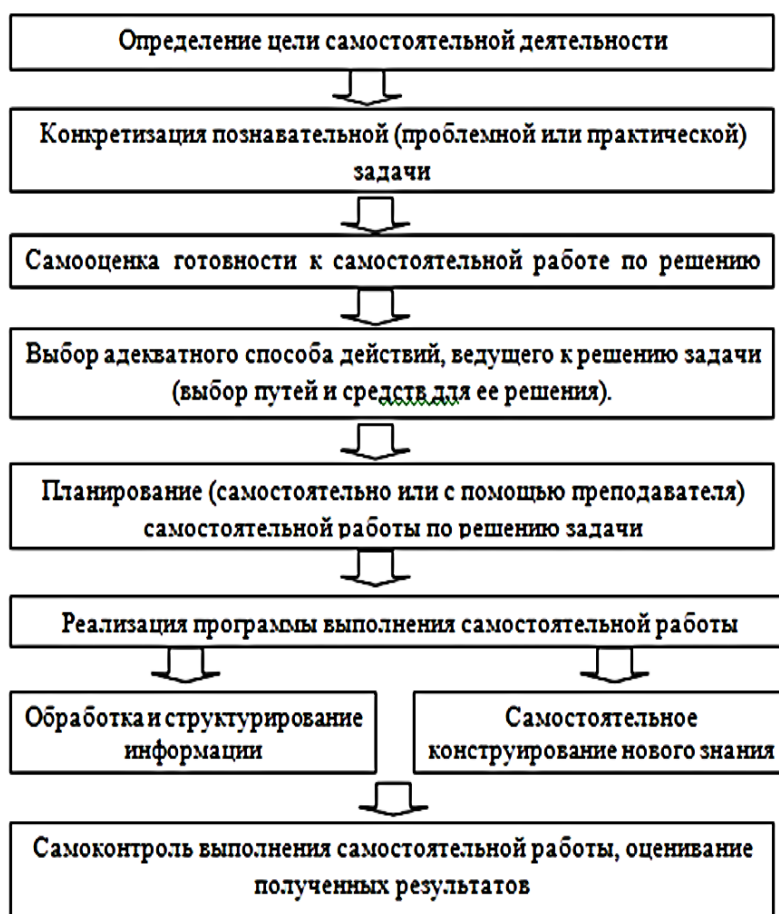 Определение цели самостоятельной деятельности
Конкретизация познавательной (проблемной или практической)
задачи
Самооценка готовности к самостоятельной работе по решению
Выбор адекватного способа действий, ведущего к решению задачи
(выбор путей и средств для ее решения).
Планирование (самостоятельно или с помощью преподавателя)
самостоятельной работы по решению задачи
Реализация программы выполнения самостоятельной работы
Обработка и структурирование
информации
Самостоятельное
конструирование нового знания
Самоконтроль выполнения самостоятельной работы, оценивание
полученных результатов